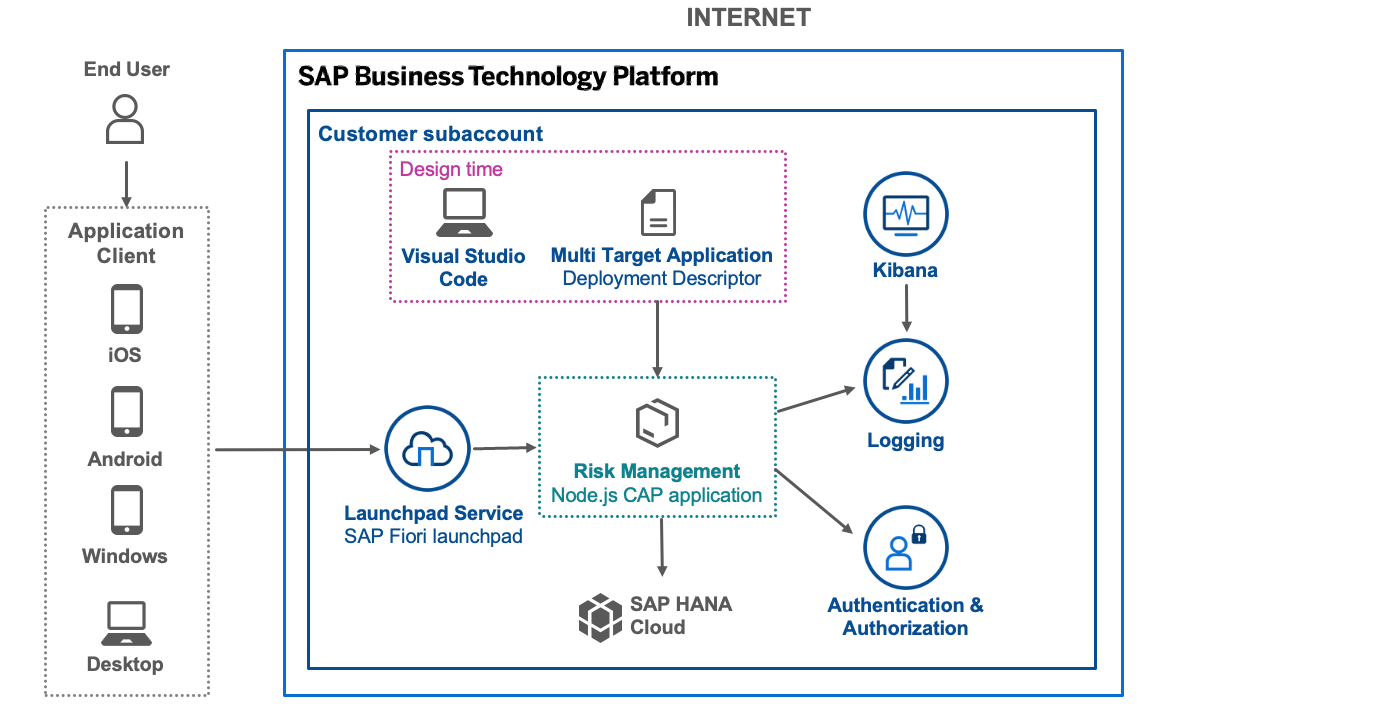 INTERNET
End User
SAP Business Technology Platform
Customer subaccount
Design time
Visual Studio
Code
Multi Target Application
Deployment Descriptor
Kibana
Application
Client
iOS
Android
Windows
Desktop
Launchpad Service
SAP Fiori launchpad
Risk Management
Node.js CAP application
Logging
SAP HANA
Cloud
Authentication &
Authorization